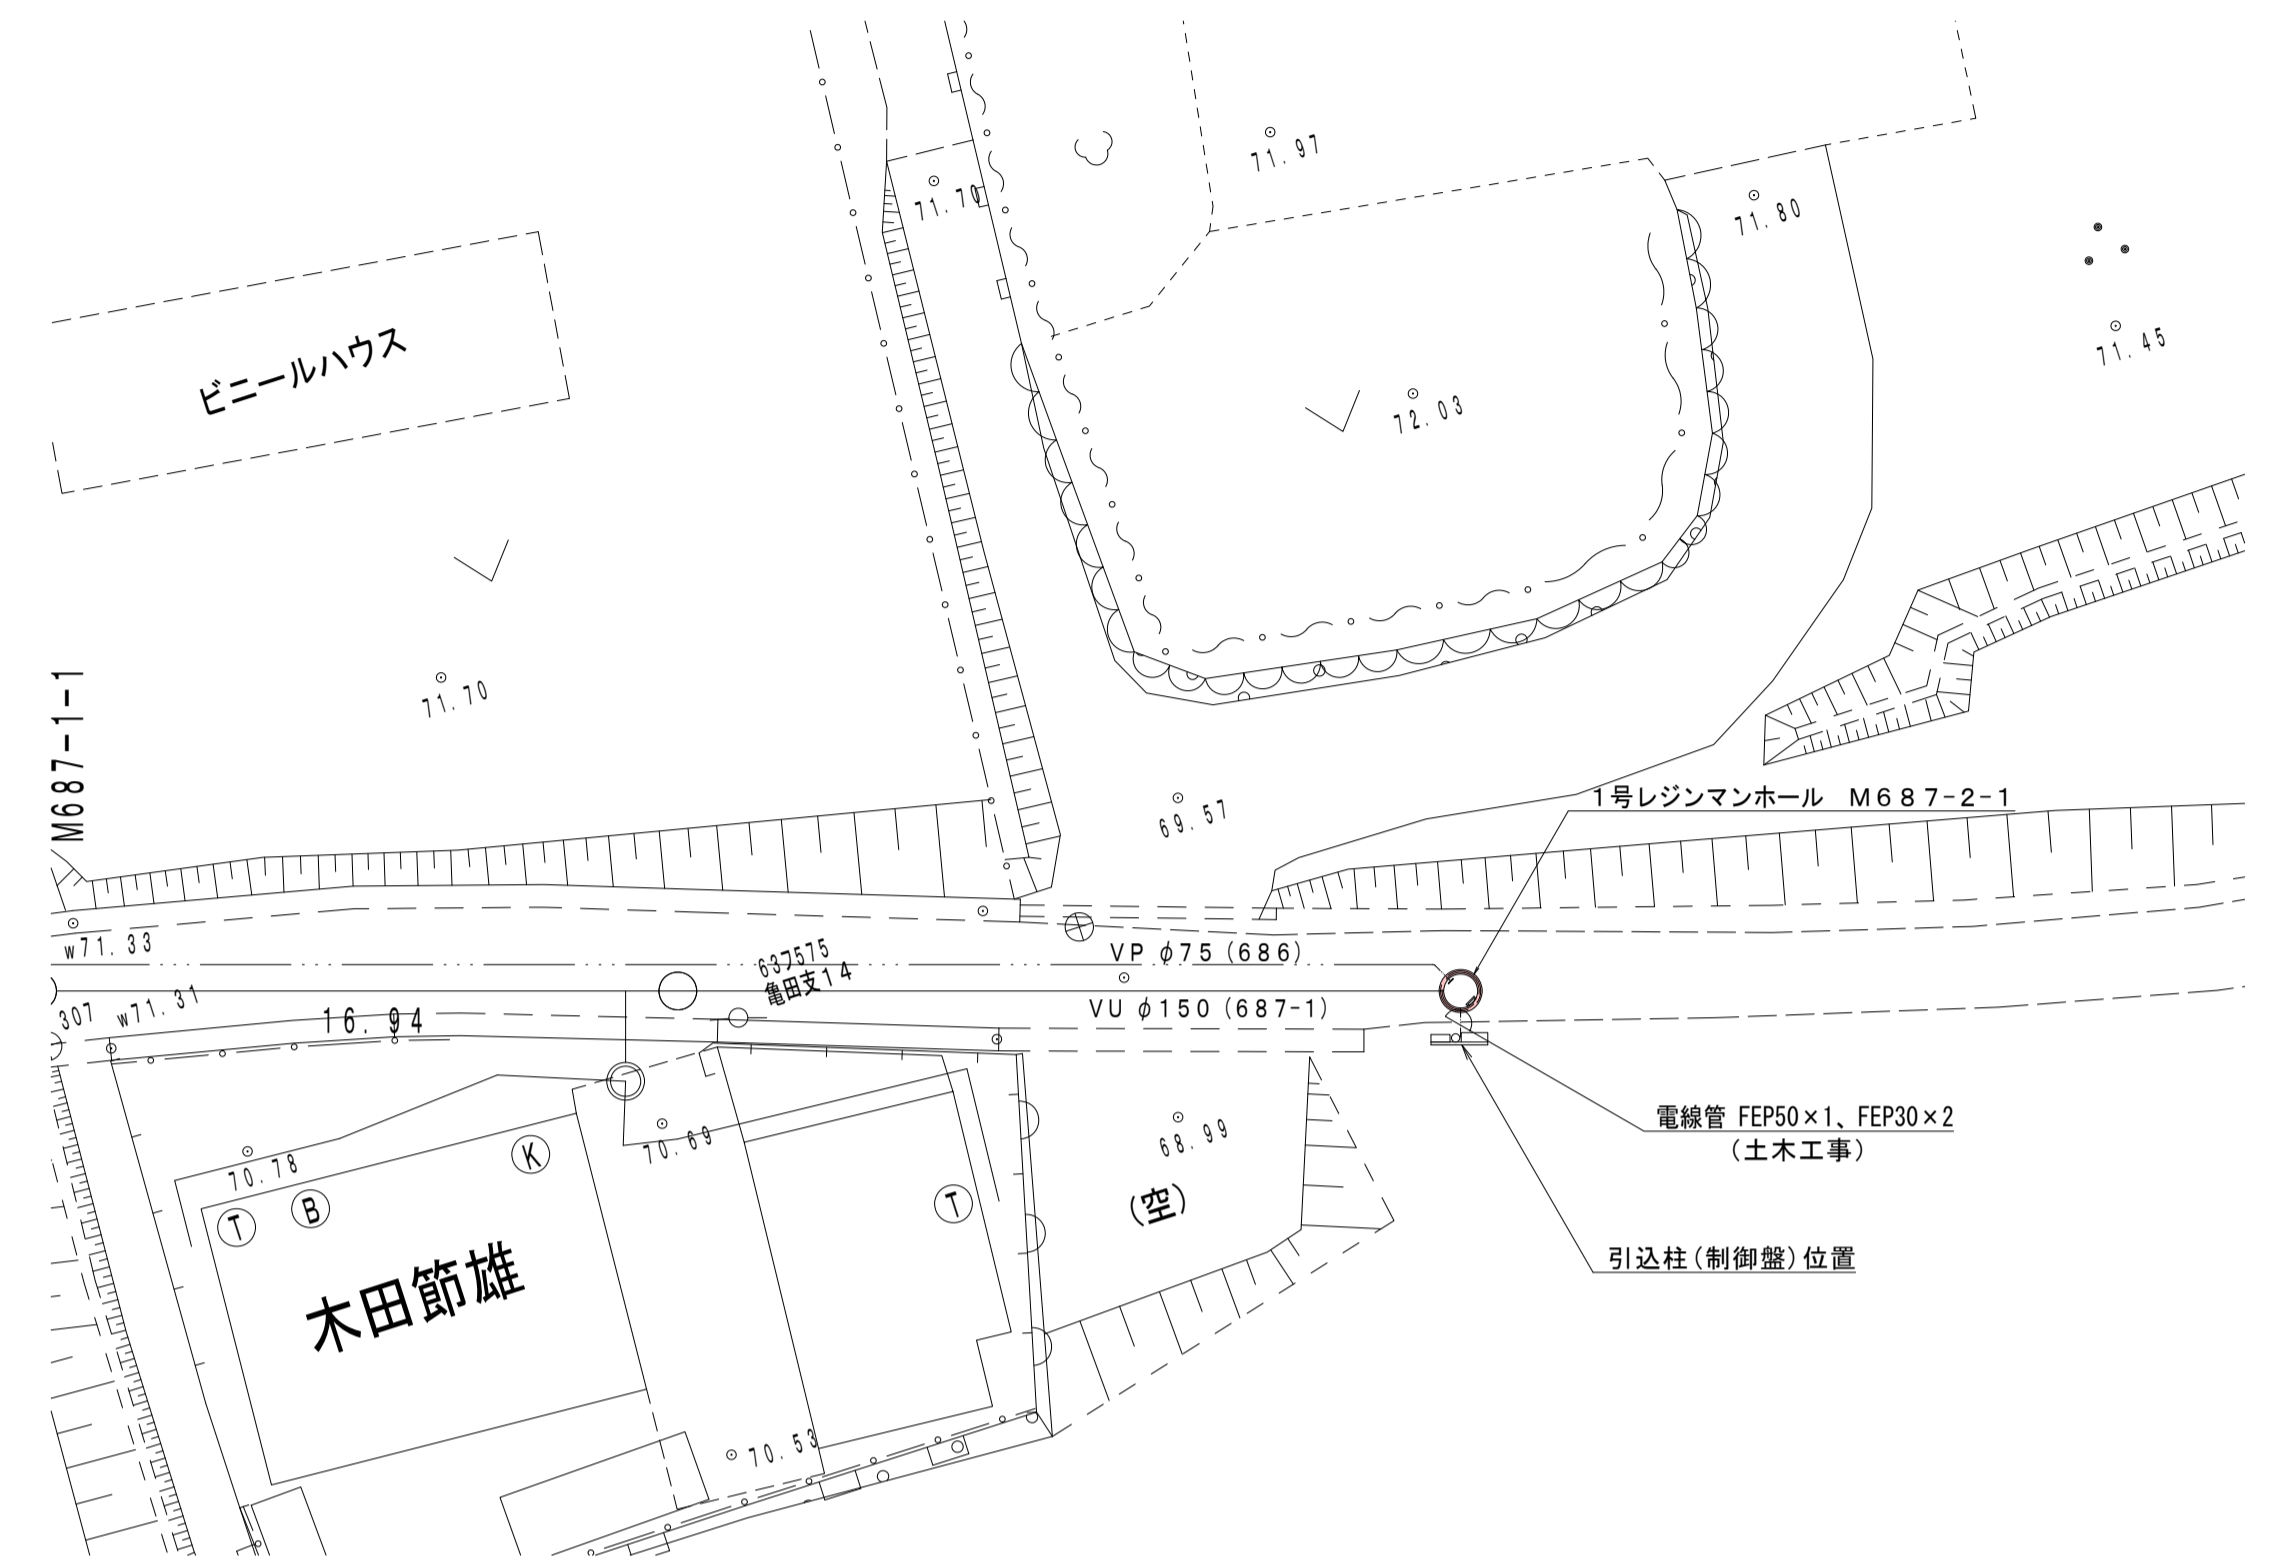 71.97
71.70
71.80
71.45
ビニールハウス
72.03
71.70
M687-1-1
1号レジンマンホール　M687-2-1
69.57
w71.33
637575
亀田支14
VP φ75(686)
307
w71.31
16.94
VU φ150(687-1)
電線管 FEP50×1、FEP30×2
(土木工事)
70.78
70.69
68.99
K
B
T
T
(空)
木田節雄
引込柱(制御盤)位置
70.53